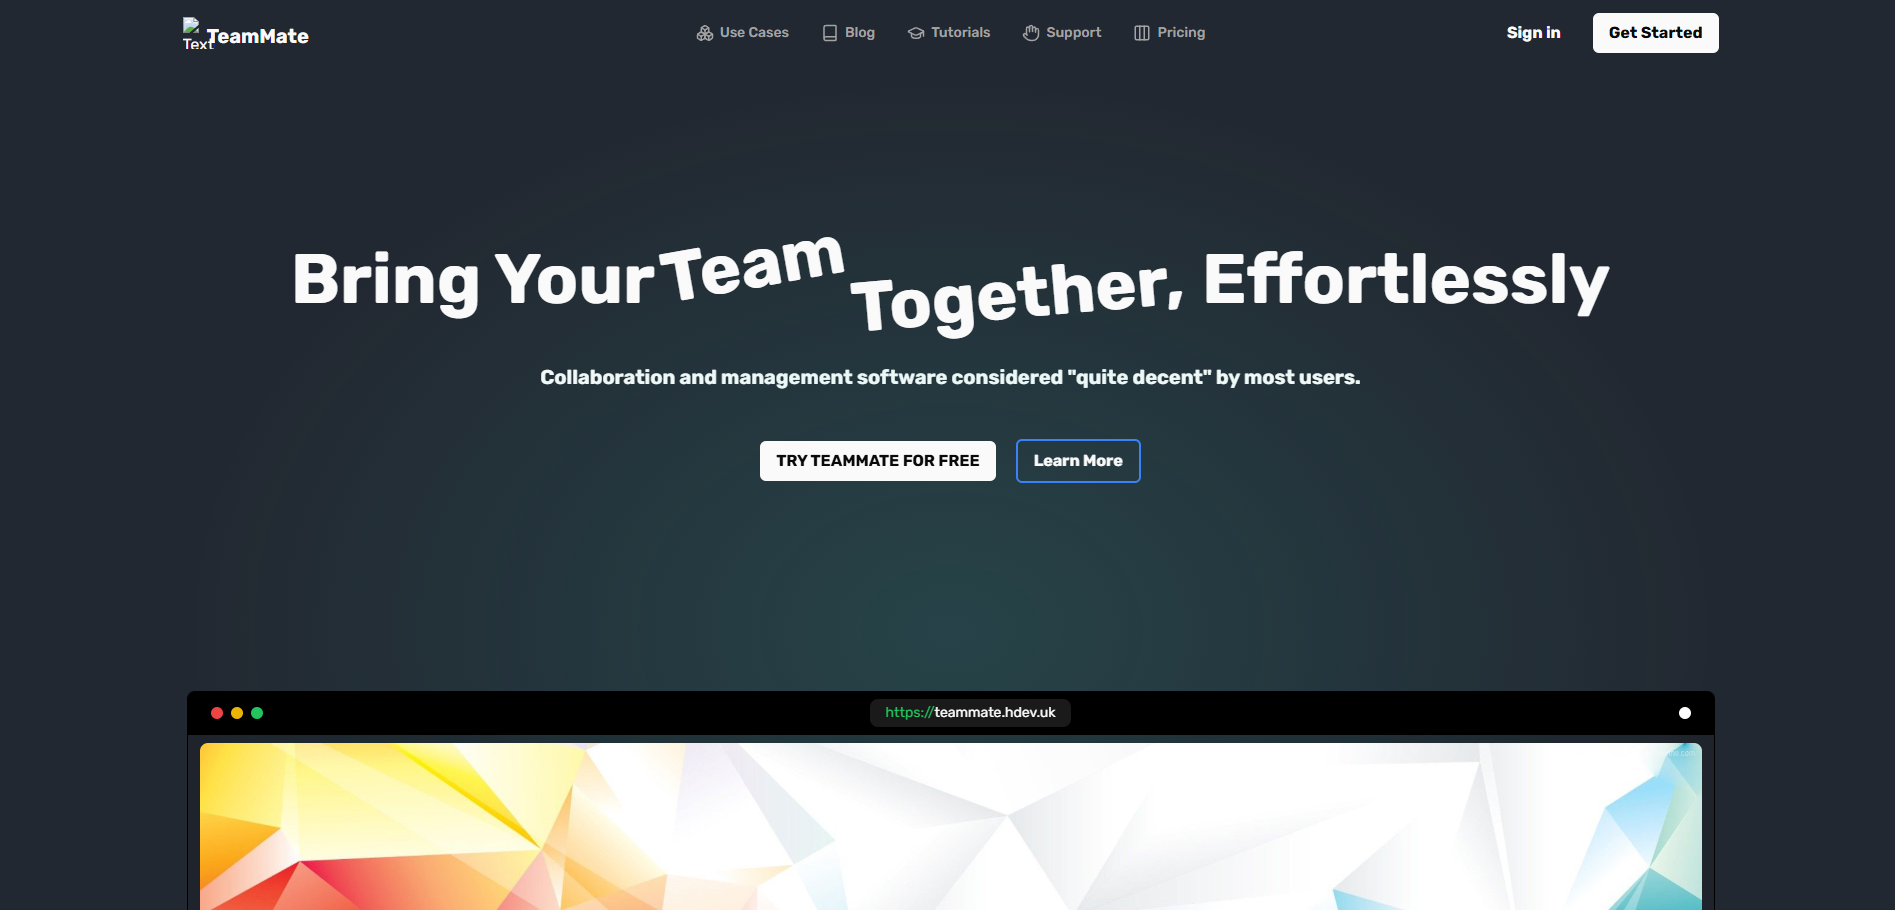 Text
TeamMate
Use Cases
Blog
Tutorials
Support
Pricing
Sign in
Get Started
Bring Your Team Together, Effortlessly
Collaboration and management software considered "quite decent" by most users.
TRY TEAMMATE FOR FREE
Learn More
https://teammate.hdev.uk